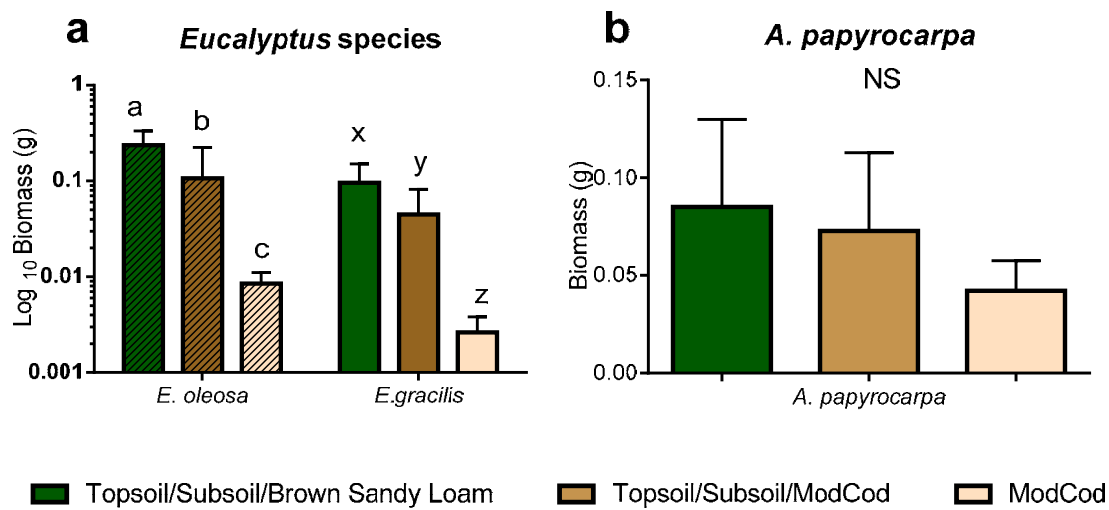 a
Eucalyptus species
Log 10 Biomass (g)
1
0.1
0.01
0.001
a
b
c
x
y
z
E. oleosa
E.gracilis
b
A. papyrocarpa
NS
Biomass (g)
0.15
0.10
0.05
0.00
A. papyrocarpa
Topsoil/Subsoil/Brown Sandy Loam
Topsoil/Subsoil/ModCod
ModCod